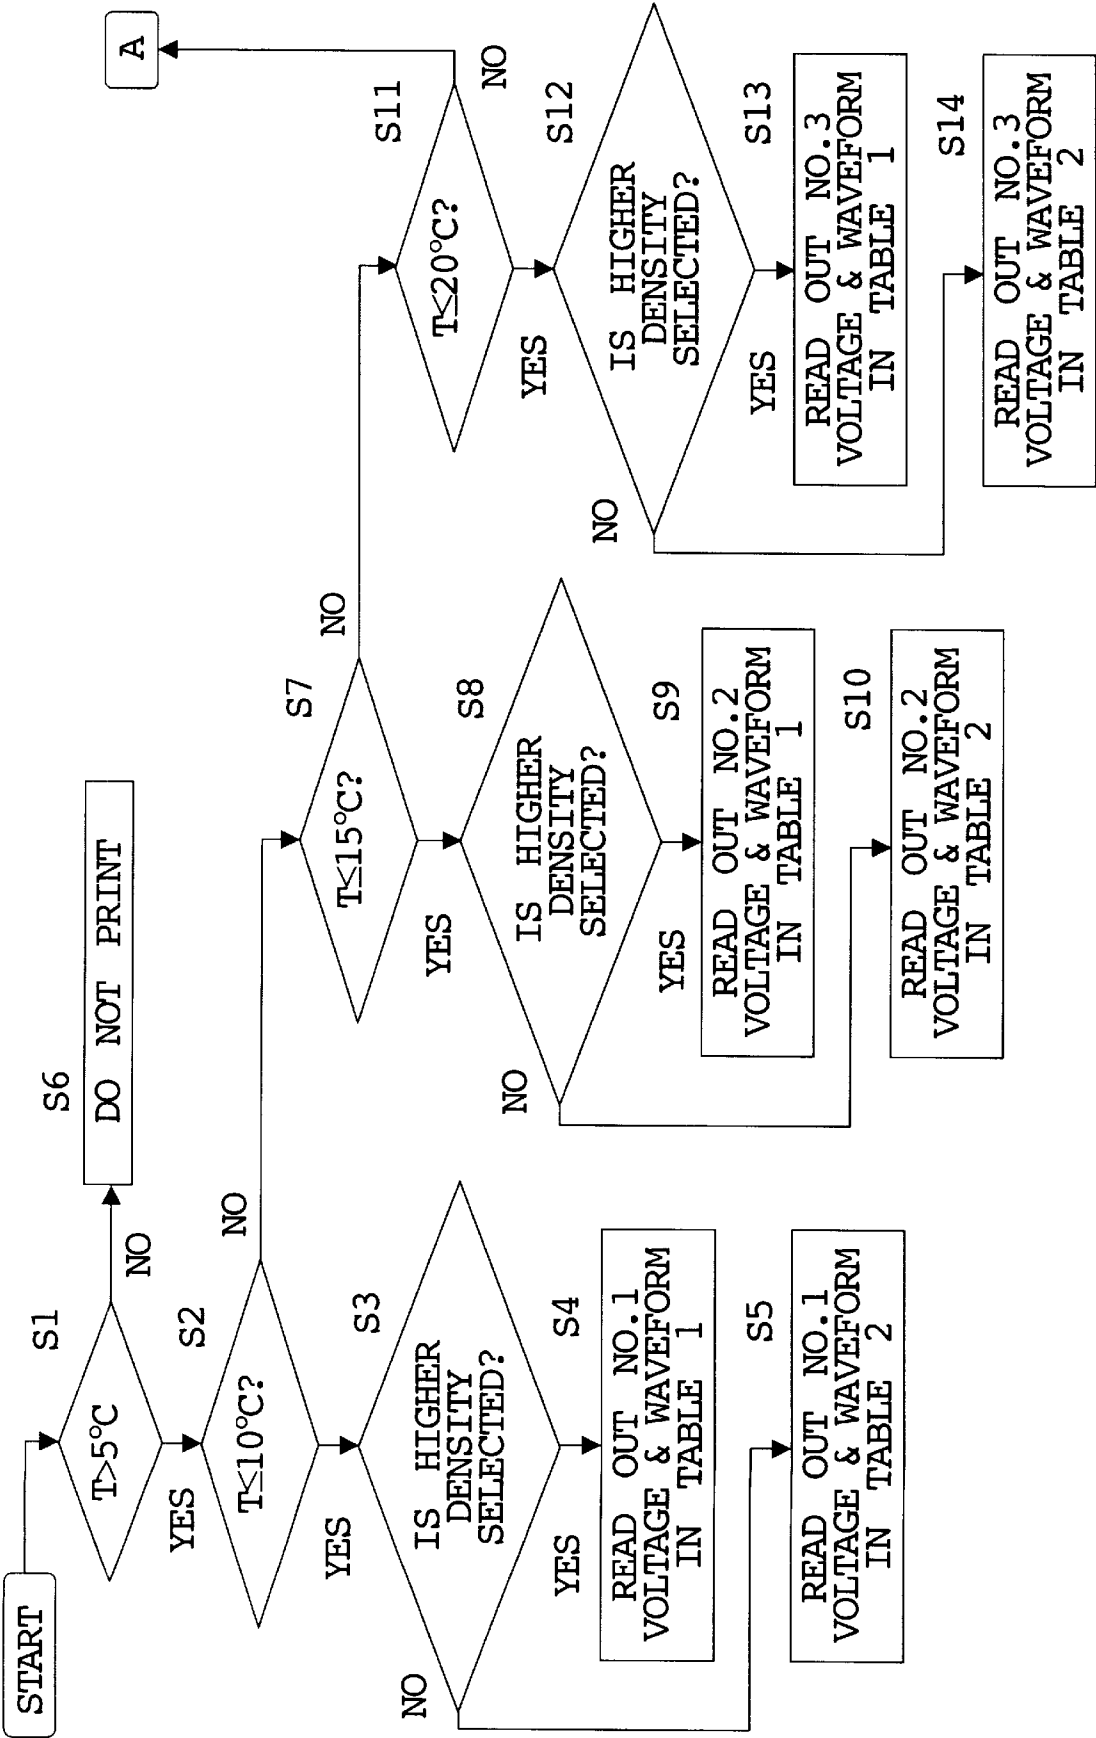 START
S1
T>5°C
NO
YES
S6
DO NOT PRINT
S2
T≤10°C?
NO
YES
S3
IS HIGHER
DENSITY
SELECTED?
NO
YES
S4
READ OUT NO.1
VOLTAGE & WAVEFORM
IN TABLE 1
S5
READ OUT NO.1
VOLTAGE & WAVEFORM
IN TABLE 2
S7
T≤15°C?
NO
YES
S8
IS HIGHER
DENSITY
SELECTED?
NO
YES
S9
READ OUT NO.2
VOLTAGE & WAVEFORM
IN TABLE 1
S10
READ OUT NO.2
VOLTAGE & WAVEFORM
IN TABLE 2
S11
T≤20°C?
NO
YES
A
S12
IS HIGHER
DENSITY
SELECTED?
NO
YES
S13
READ OUT NO.3
VOLTAGE & WAVEFORM
IN TABLE 1
S14
READ OUT NO.3
VOLTAGE & WAVEFORM
IN TABLE 2